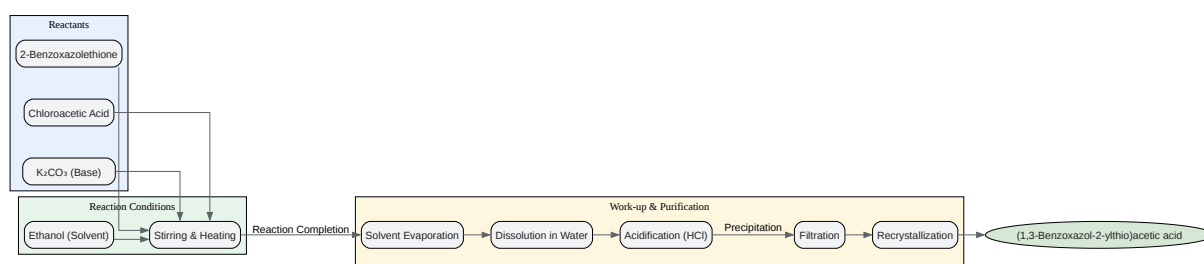 Reactants
2-Benzoxazolethione
Chloroacetic Acid
K₂CO₃ (Base)
Reaction Conditions
Ethanol (Solvent)
Stirring & Heating
Reaction Completion
Work-up & Purification
Solvent Evaporation
Dissolution in Water
Acidification (HCl)
Precipitation
Filtration
Recrystallization
(1,3-Benzoxazol-2-ylthio)acetic acid